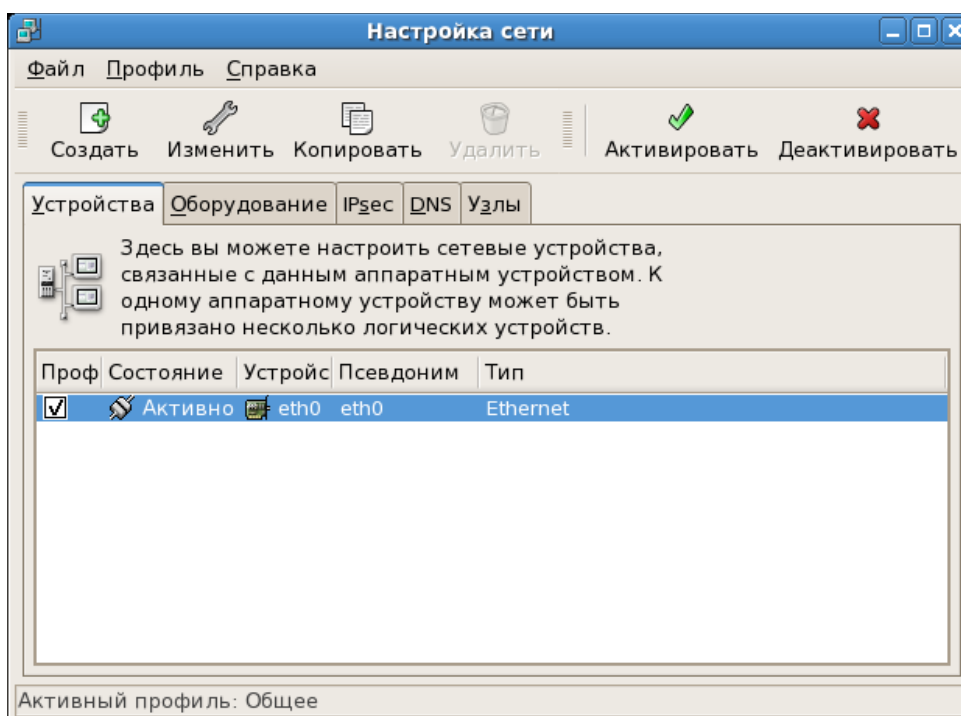 Настройка сети
Файл Профиль Справка
Создать Изменить Копировать Удалить Активировать Деактивировать
Устройства Оборудование IPsec DNS Узлы
Здесь вы можете настроить сетевые устройства,
связанные с данным аппаратным устройством. К
одному аппаратному устройству может быть
привязано несколько логических устройств.
Проф Состояние Устройс Псевдоним Тип
Активно eth0 eth0 Ethernet
Активный профиль: Общее